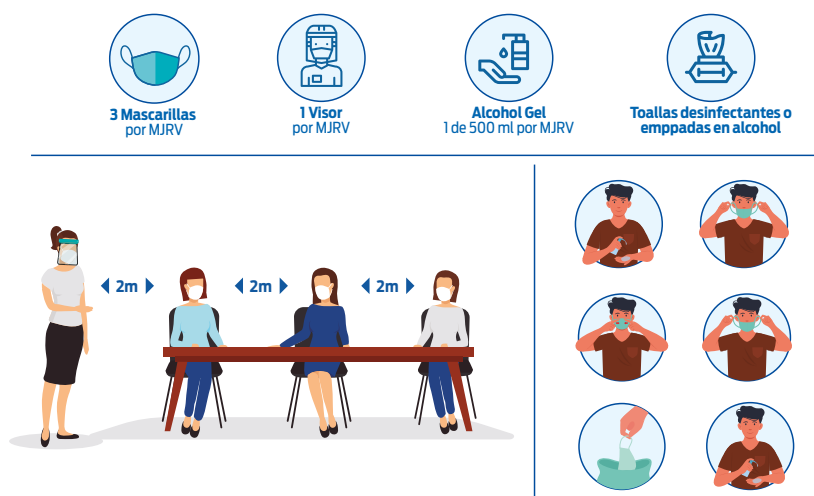 3 Mascarillas
por MJRV
1 Visor
por MJRV
Alcohol Gel
1 de 500 ml por MJRV
Toallas desinfectantes o
emppadas en alcohol
2m
2m
2m